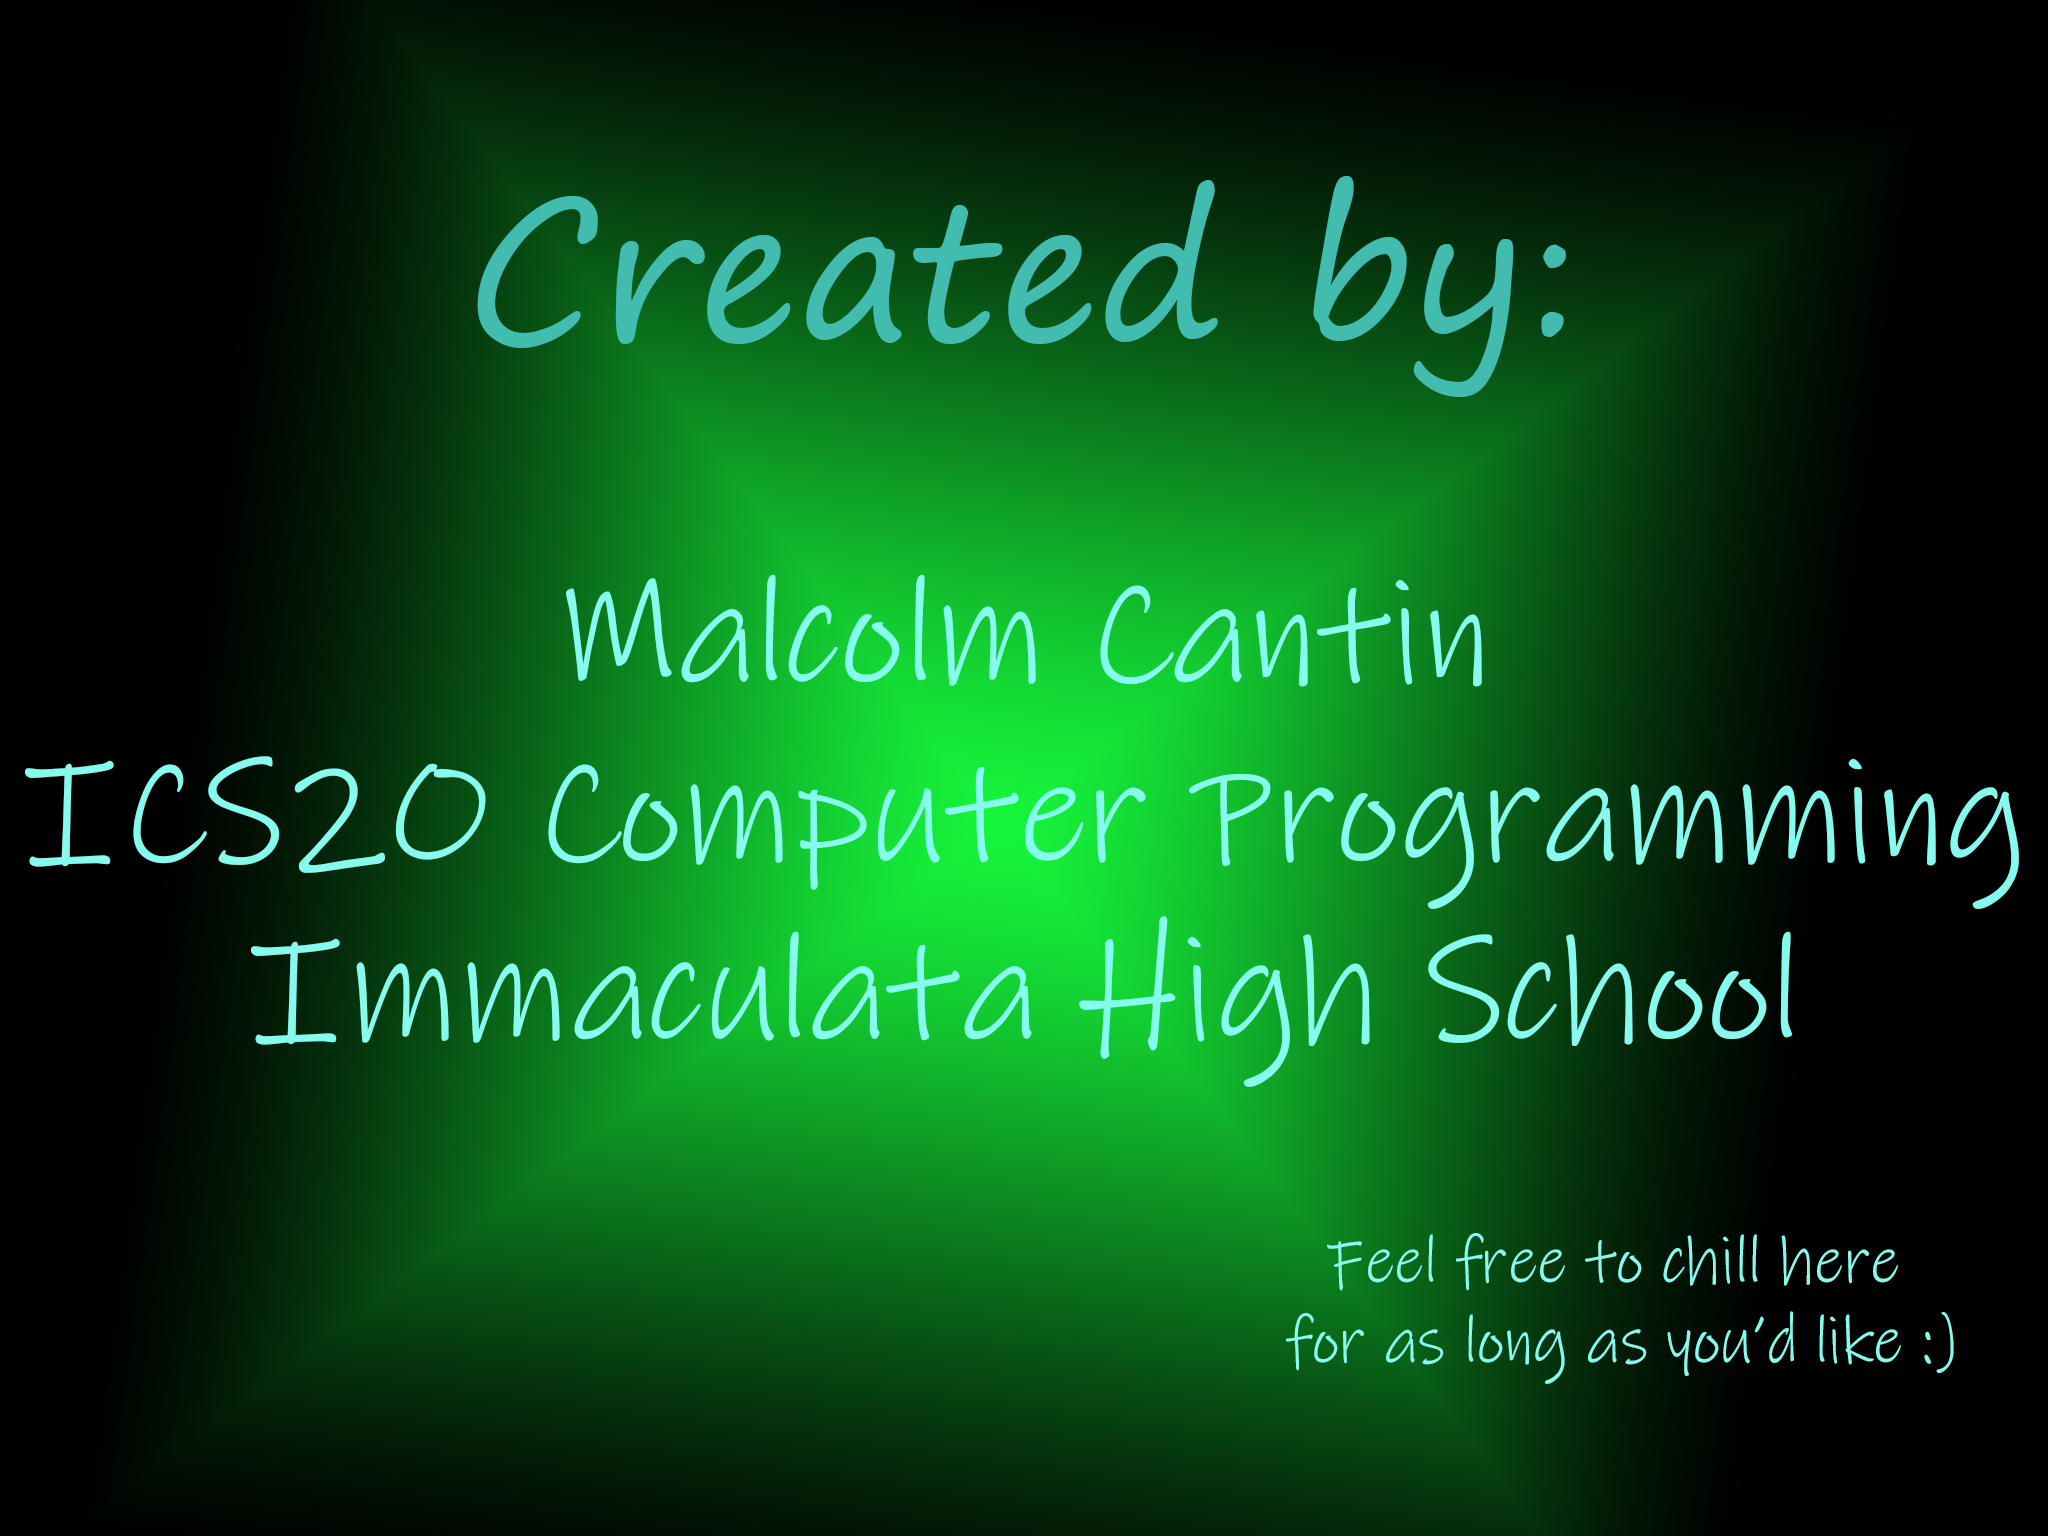 Created by:
Malcolm Cantin
ICS20 Computer Programming
Immaculata High School
Feel free to chill here
for as long as you'd like :)